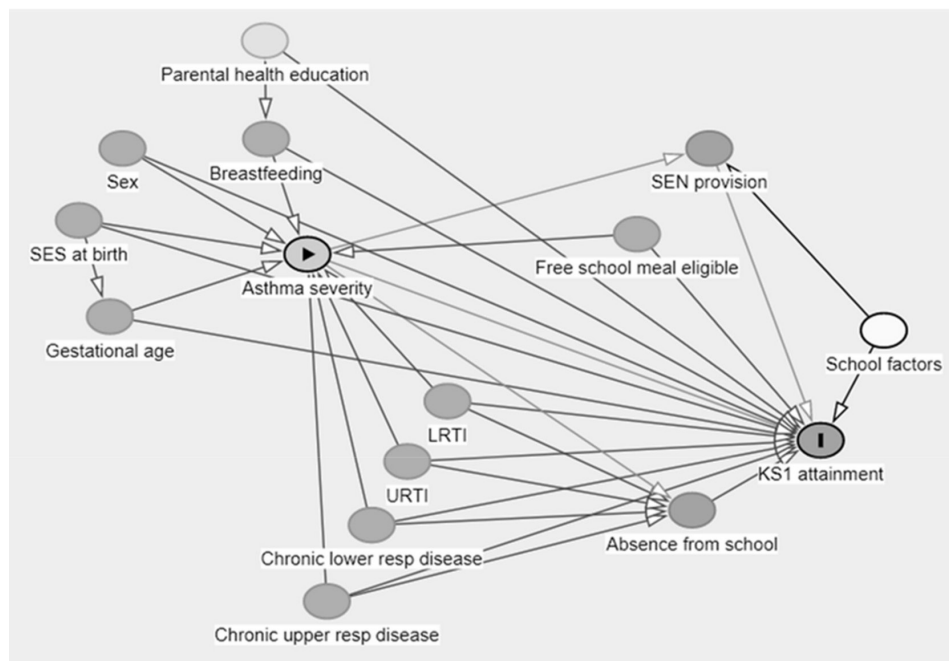 Parental health education
Sex
Breastfeeding
SEN provision
SES at birth
Asthma severity
Free school meal eligible
Gestational age
School factors
LRTI
KS1 attainment
URTI
Chronic lower resp disease
Absence from school
Chronic upper resp disease